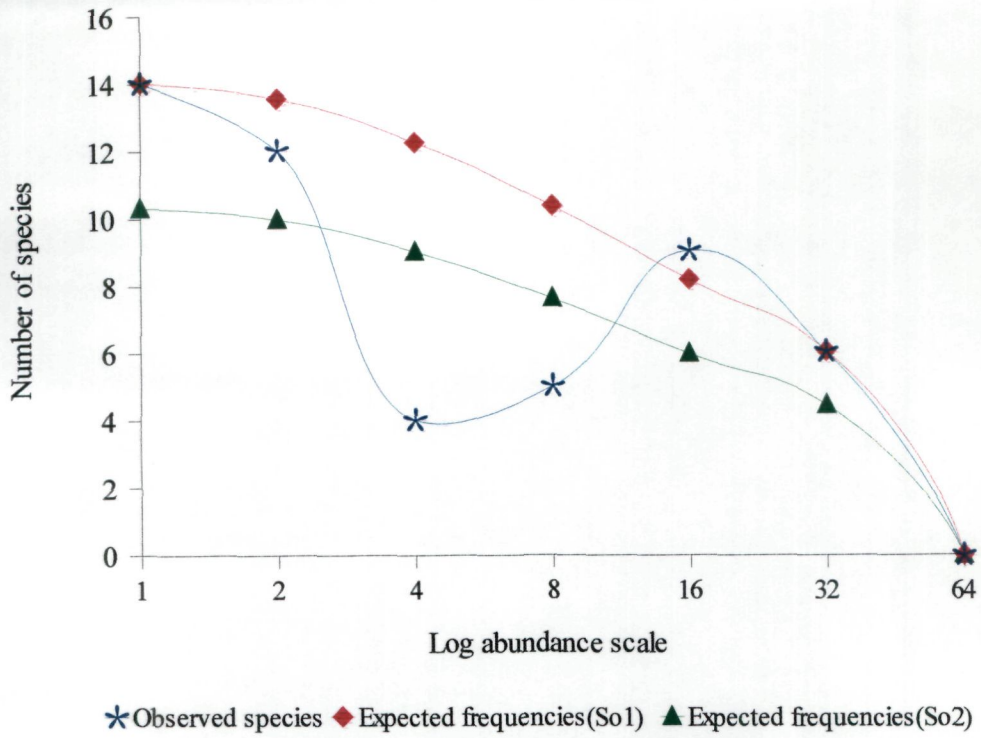 16
14
12
10
8
6
4
2
0
Number of species
1 2 4 8 16 32 64
Log abundance scale
Observed species Expected frequencies(So1) Expected frequencies(So2)